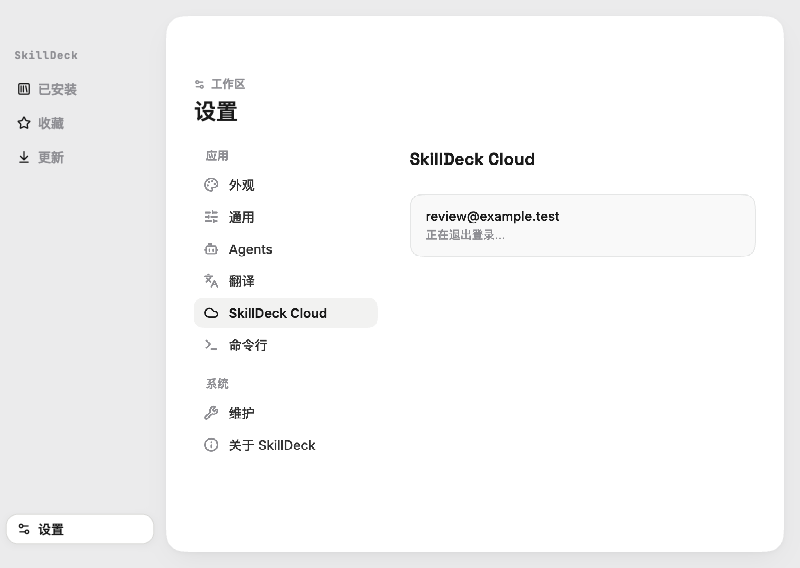 SkillDeck
已安装
收藏
更新
设置
工作区
设置
应用
外观
通用
Agents
翻译
SkillDeck Cloud
命令行
系统
维护
关于 SkillDeck
SkillDeck Cloud
review@example.test
正在退出登录...